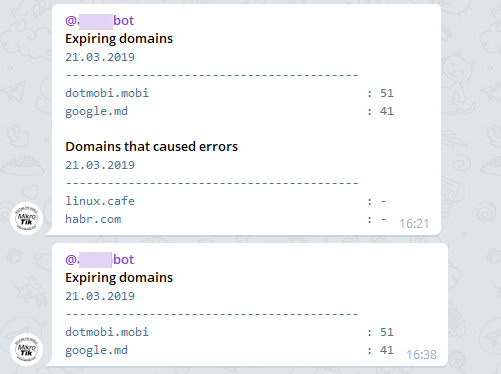 @a bot
Expiring domains
21.03.2019
----------------------------------------
dotmobi.mobi : 51
google.md : 41
Domains that caused errors
21.03.2019
----------------------------------------
linux.cafe : -
habr.com : -
16:21
Mikro
Tik
@a bot
Expiring domains
21.03.2019
----------------------------------------
dotmobi.mobi : 51
google.md : 41
16:38
Mikro
Tik